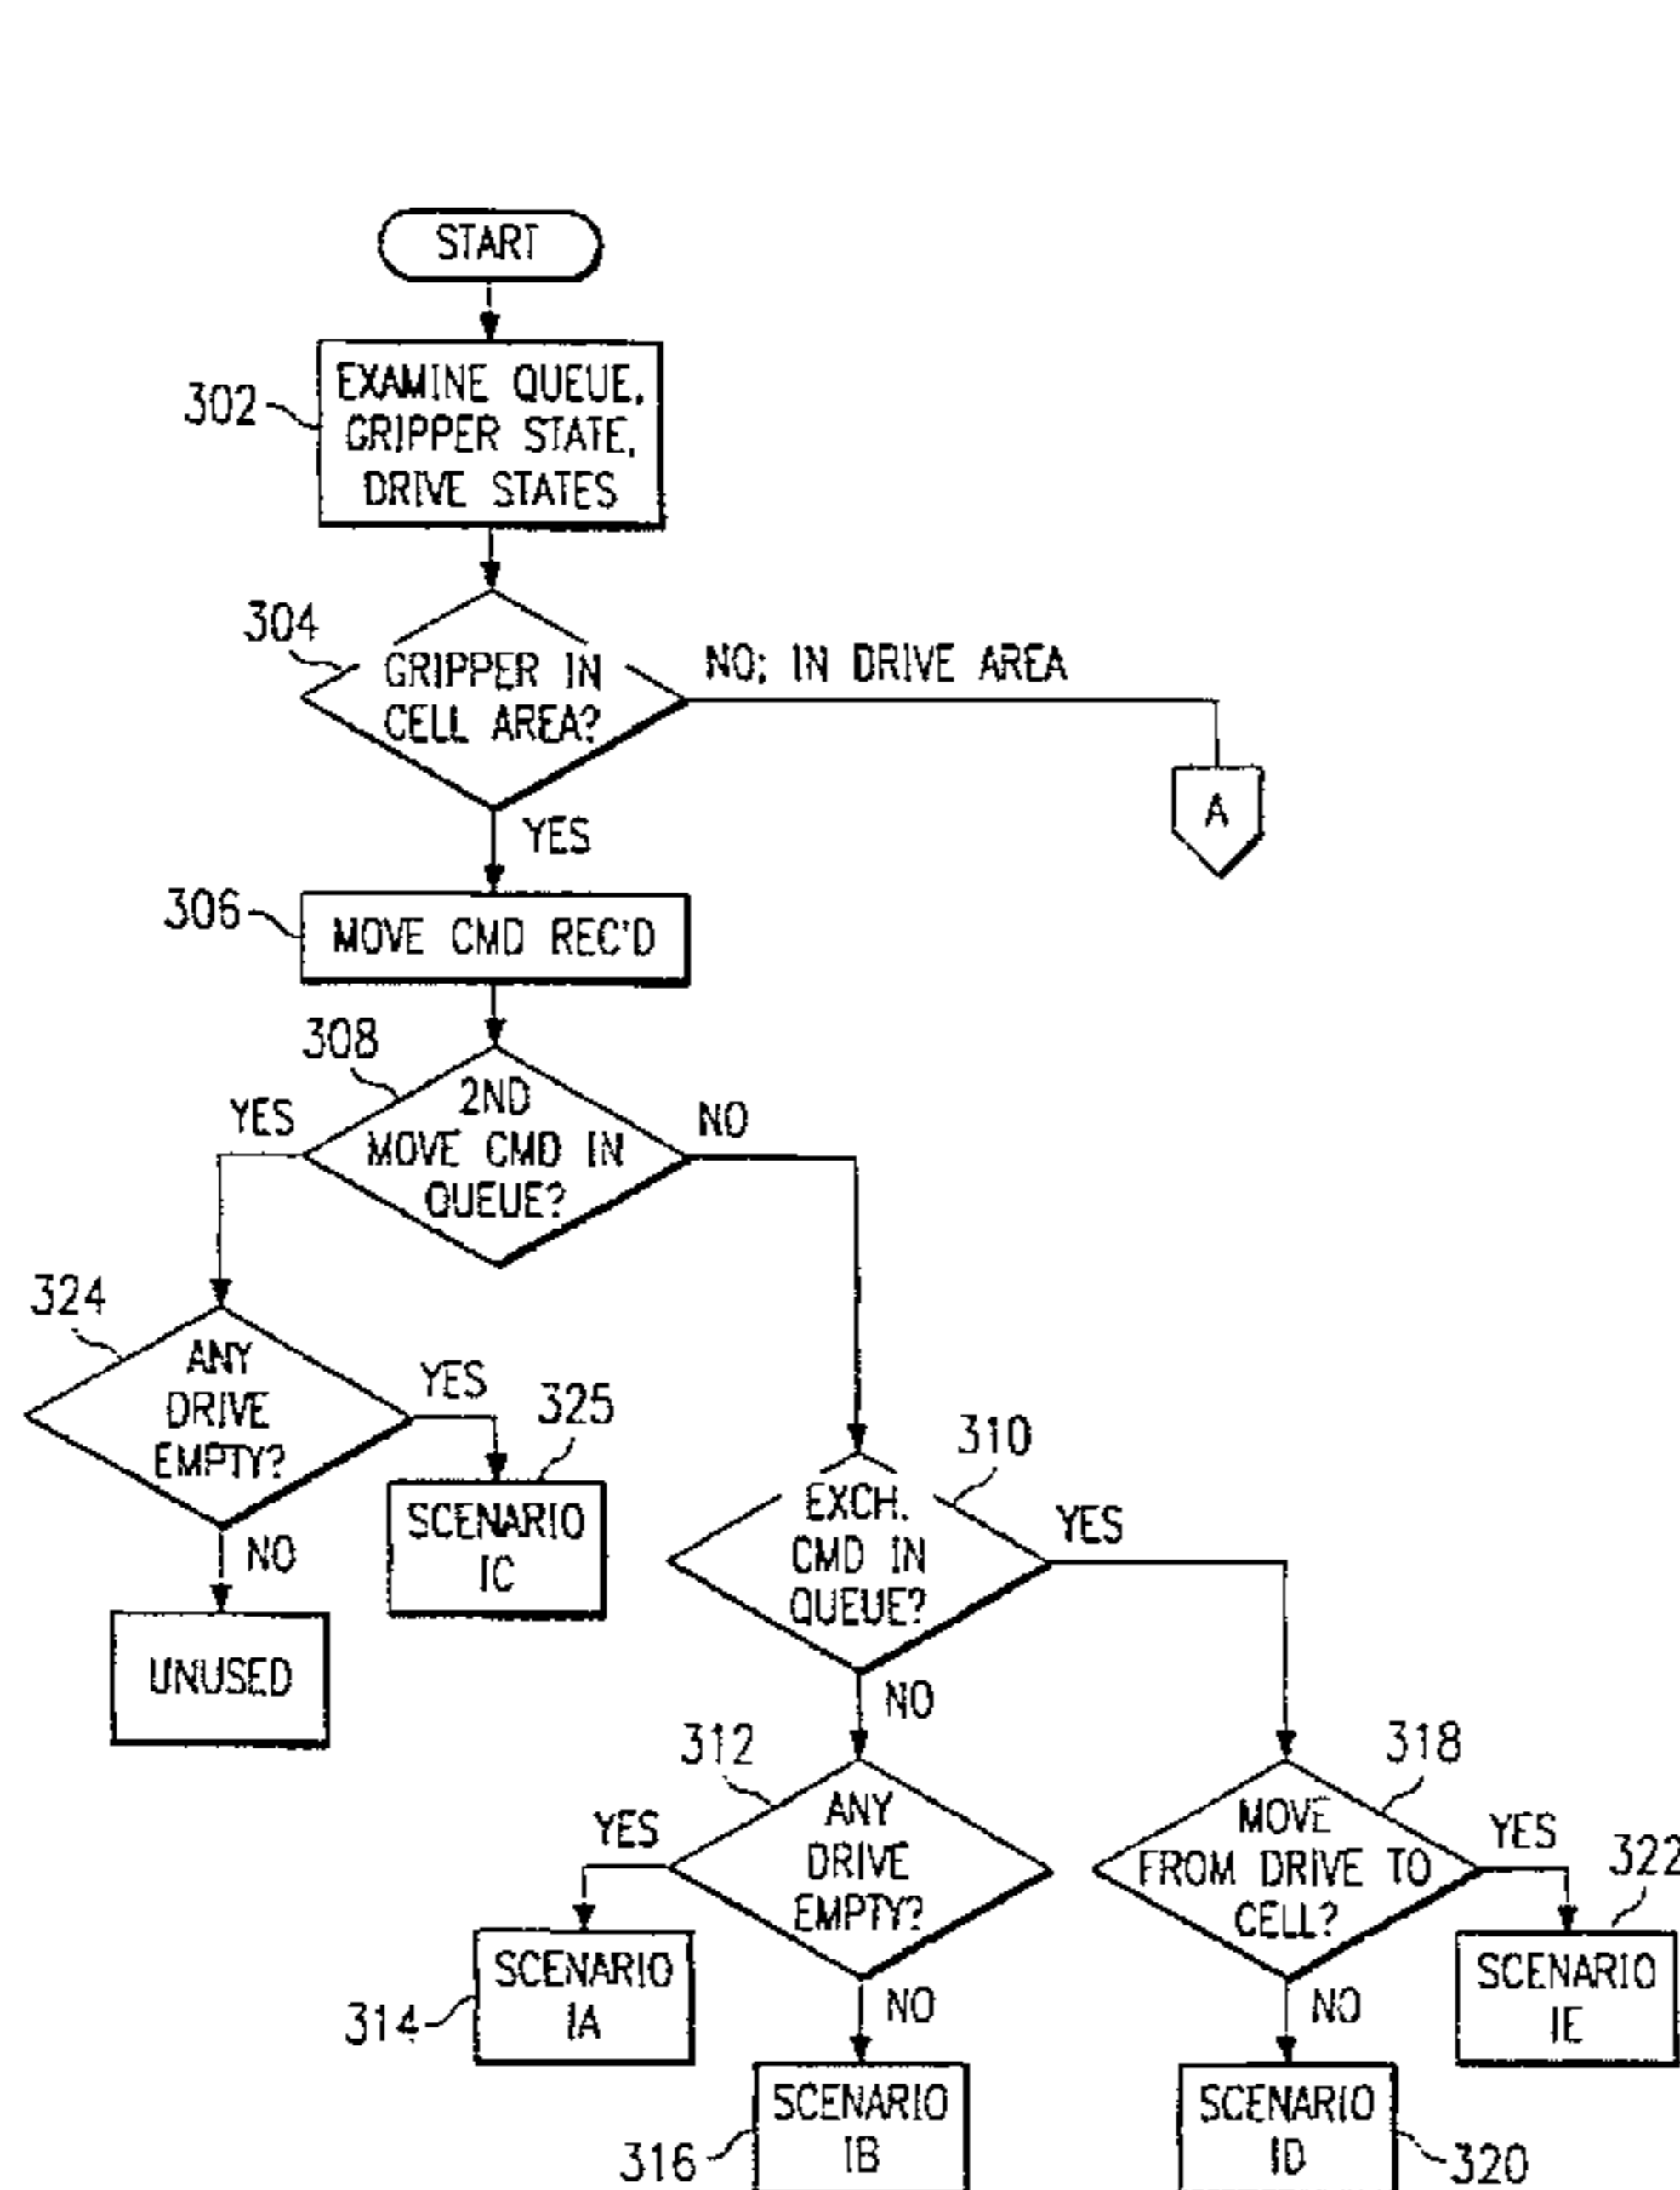 START
302
EXAMINE QUEUE,
GRIPPER STATE,
DRIVE STATES
304
GRIPPER IN
CELL AREA?
NO; IN DRIVE AREA
A
YES
306
MOVE CMD REC'D
308
2ND
MOVE CMD IN
QUEUE?
YES
NO
324
ANY
DRIVE
EMPTY?
YES
325
SCENARIO
IC
NO
UNUSED
310
EXCH.
CMD IN
QUEUE?
YES
NO
312
ANY
DRIVE
EMPTY?
YES
314
SCENARIO
IA
NO
316
SCENARIO
IB
318
MOVE
FROM DRIVE TO
CELL?
YES
322
SCENARIO
IE
NO
SCENARIO
ID
320